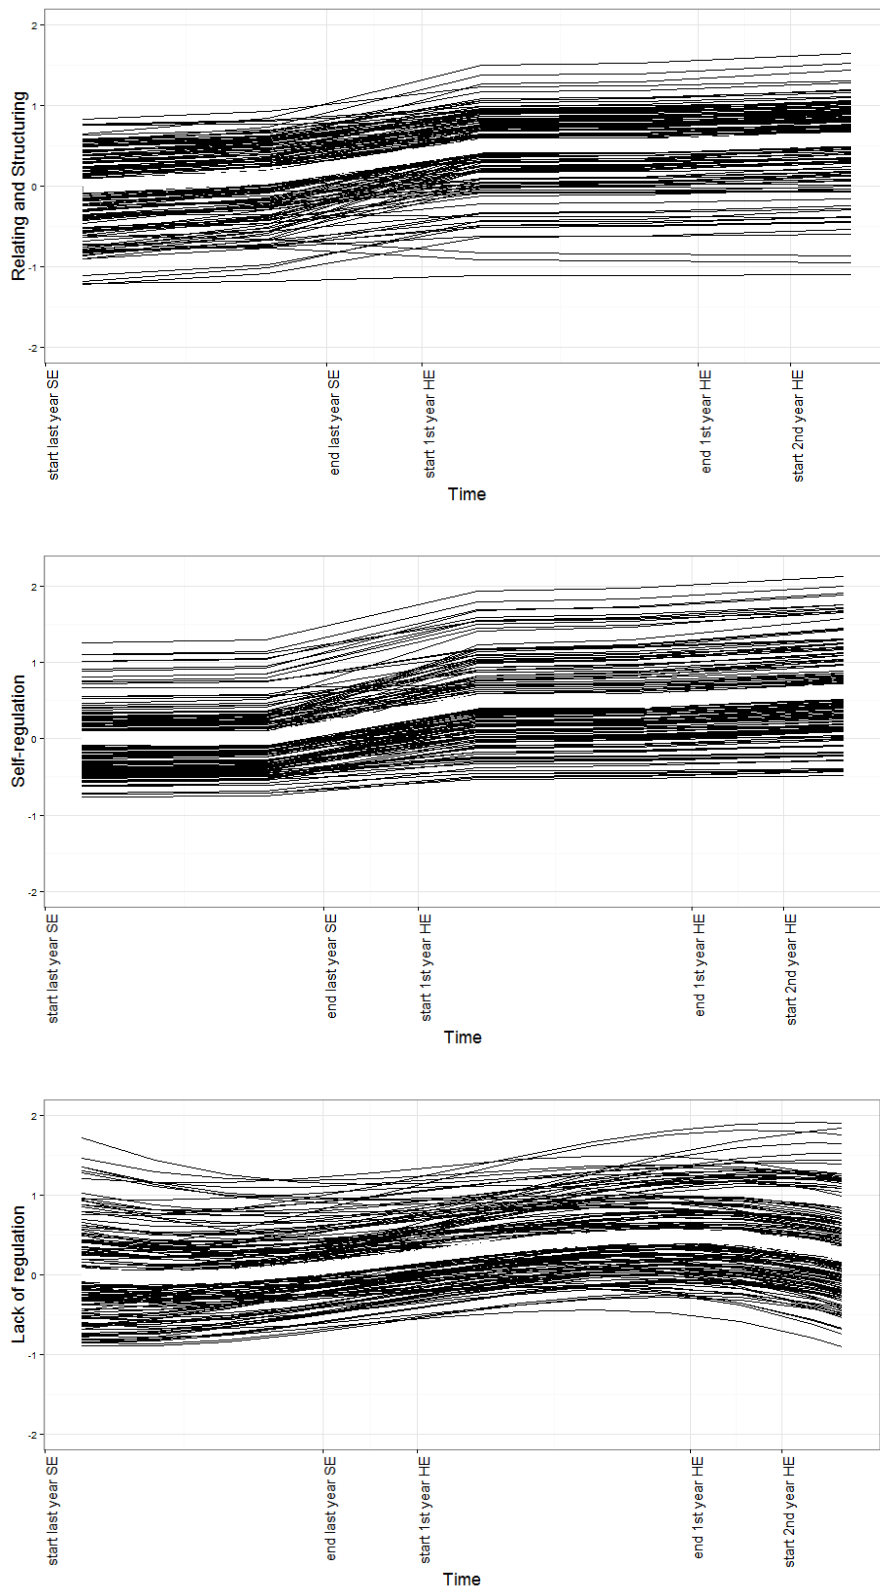 Relating and Structuring
2
1
0
-1
-2
start last year SE
end last year SE
start 1st year HE
end 1st year HE
start 2nd year HE
Time
Self-regulation
2
1
0
-1
-2
start last year SE
end last year SE
start 1st year HE
end 1st year HE
start 2nd year HE
Time
Lack of regulation
2
1
0
-1
-2
start last year SE
end last year SE
start 1st year HE
end 1st year HE
start 2nd year HE
Time